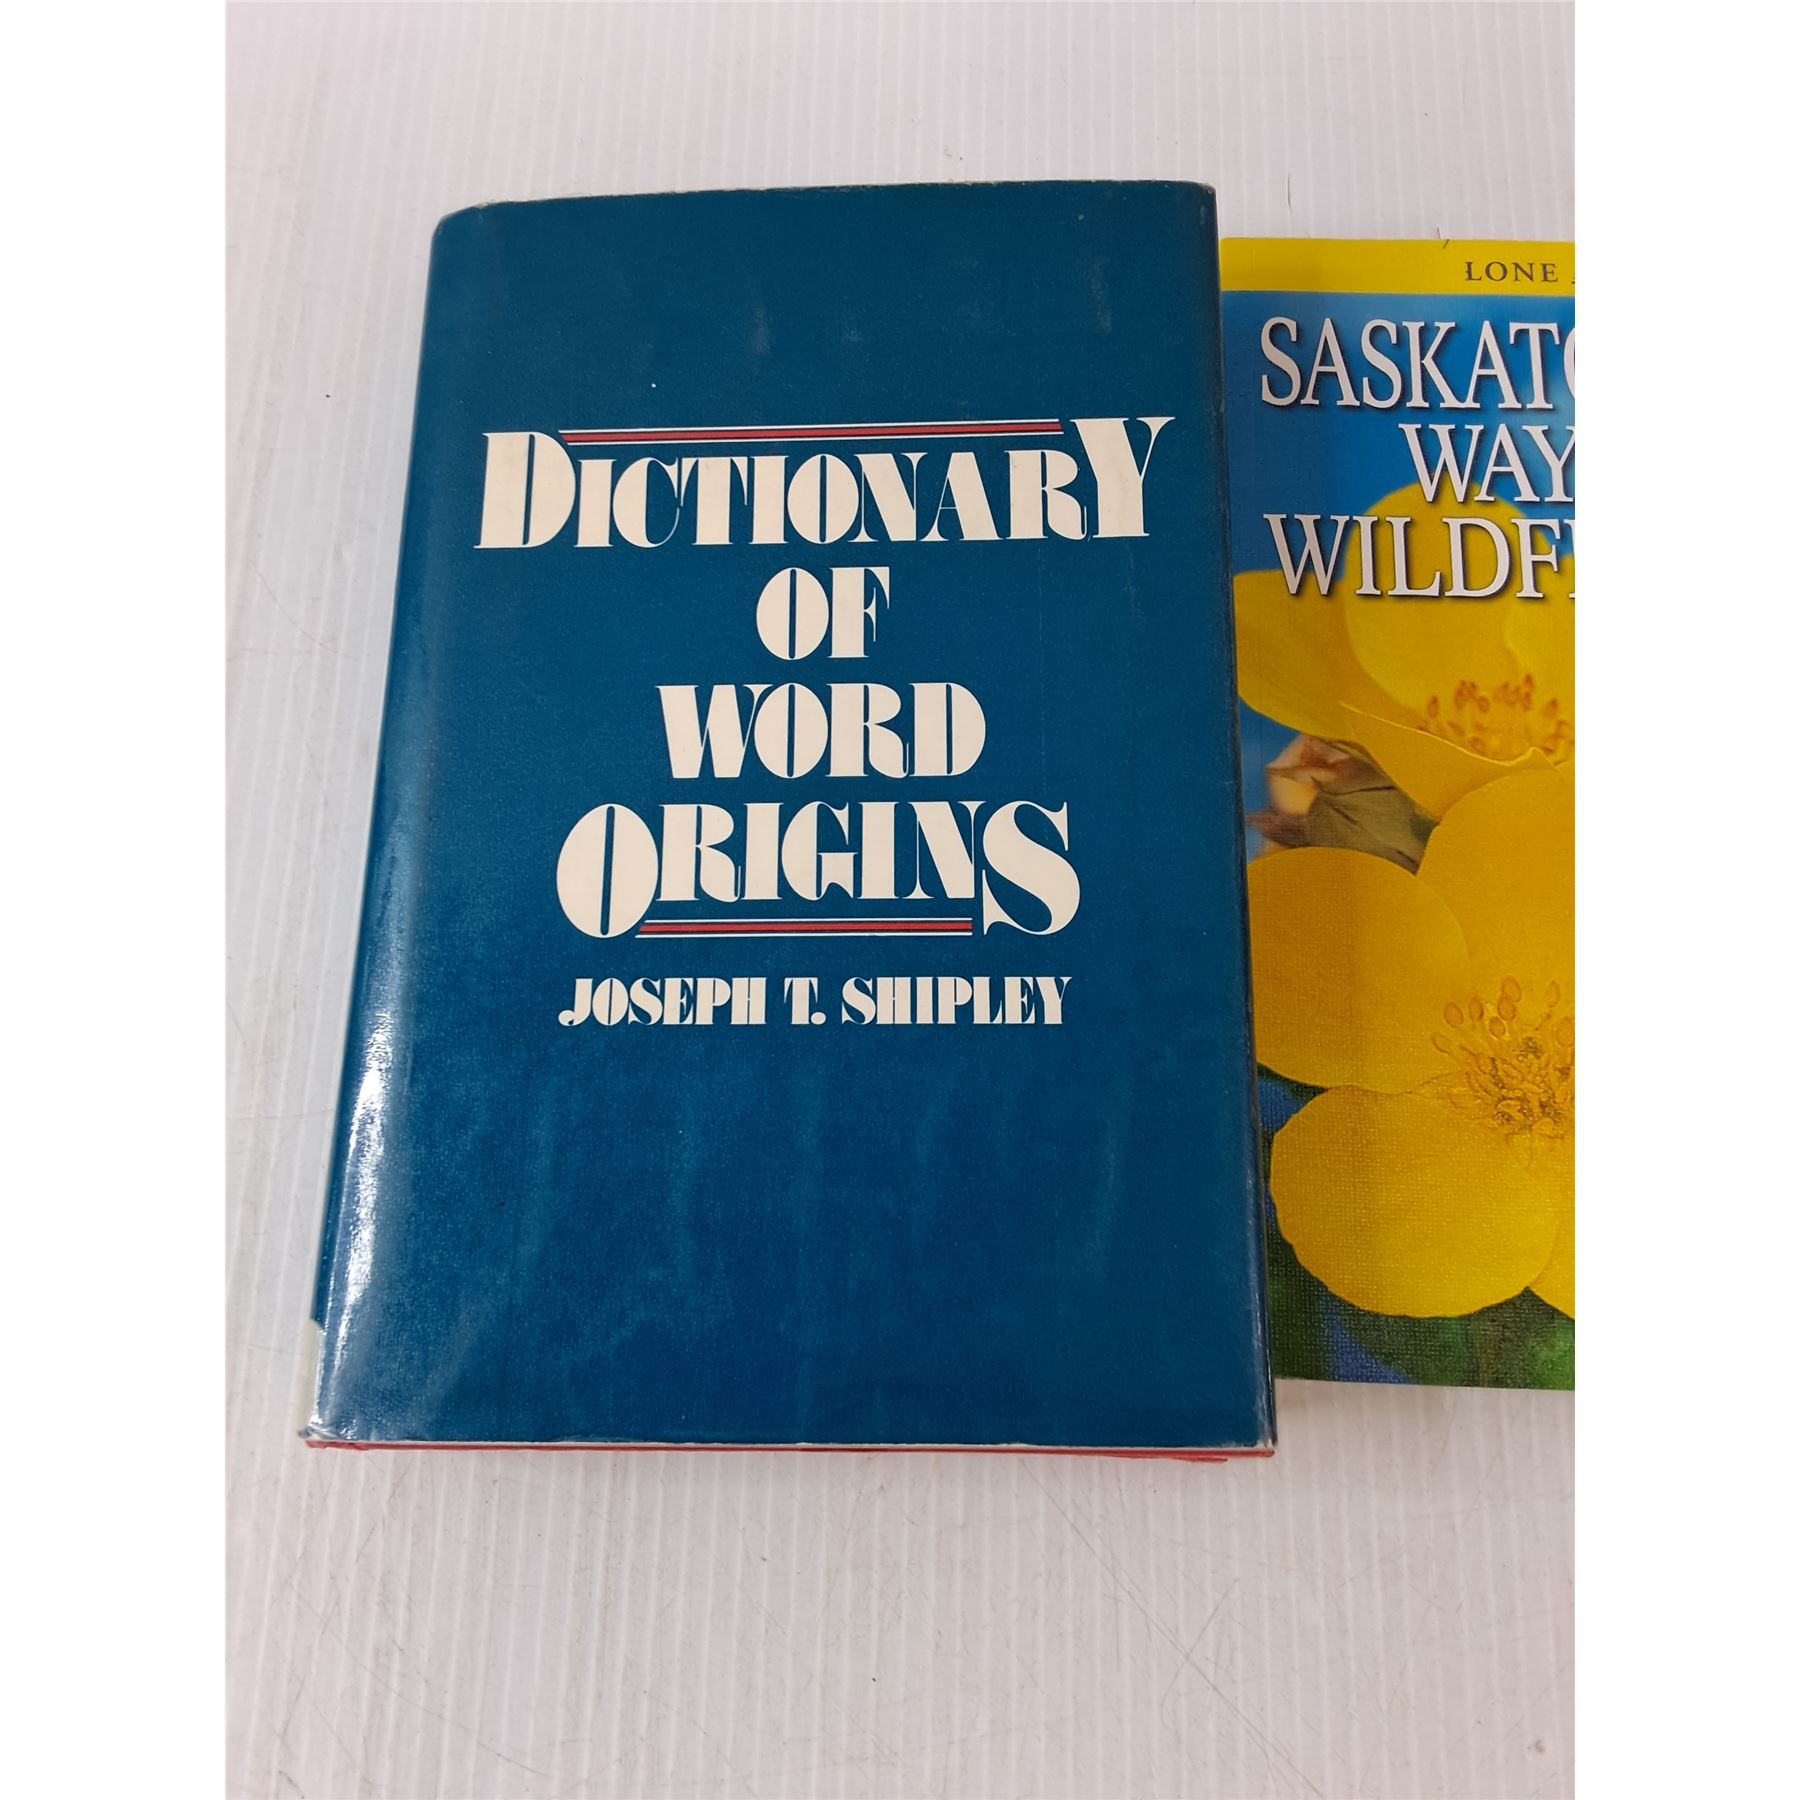 DICTIONARY
OF
WORD
ORIGINS
JOSEPH T. SHIPLEY
LONE
SASKATO
WAY
WILDF